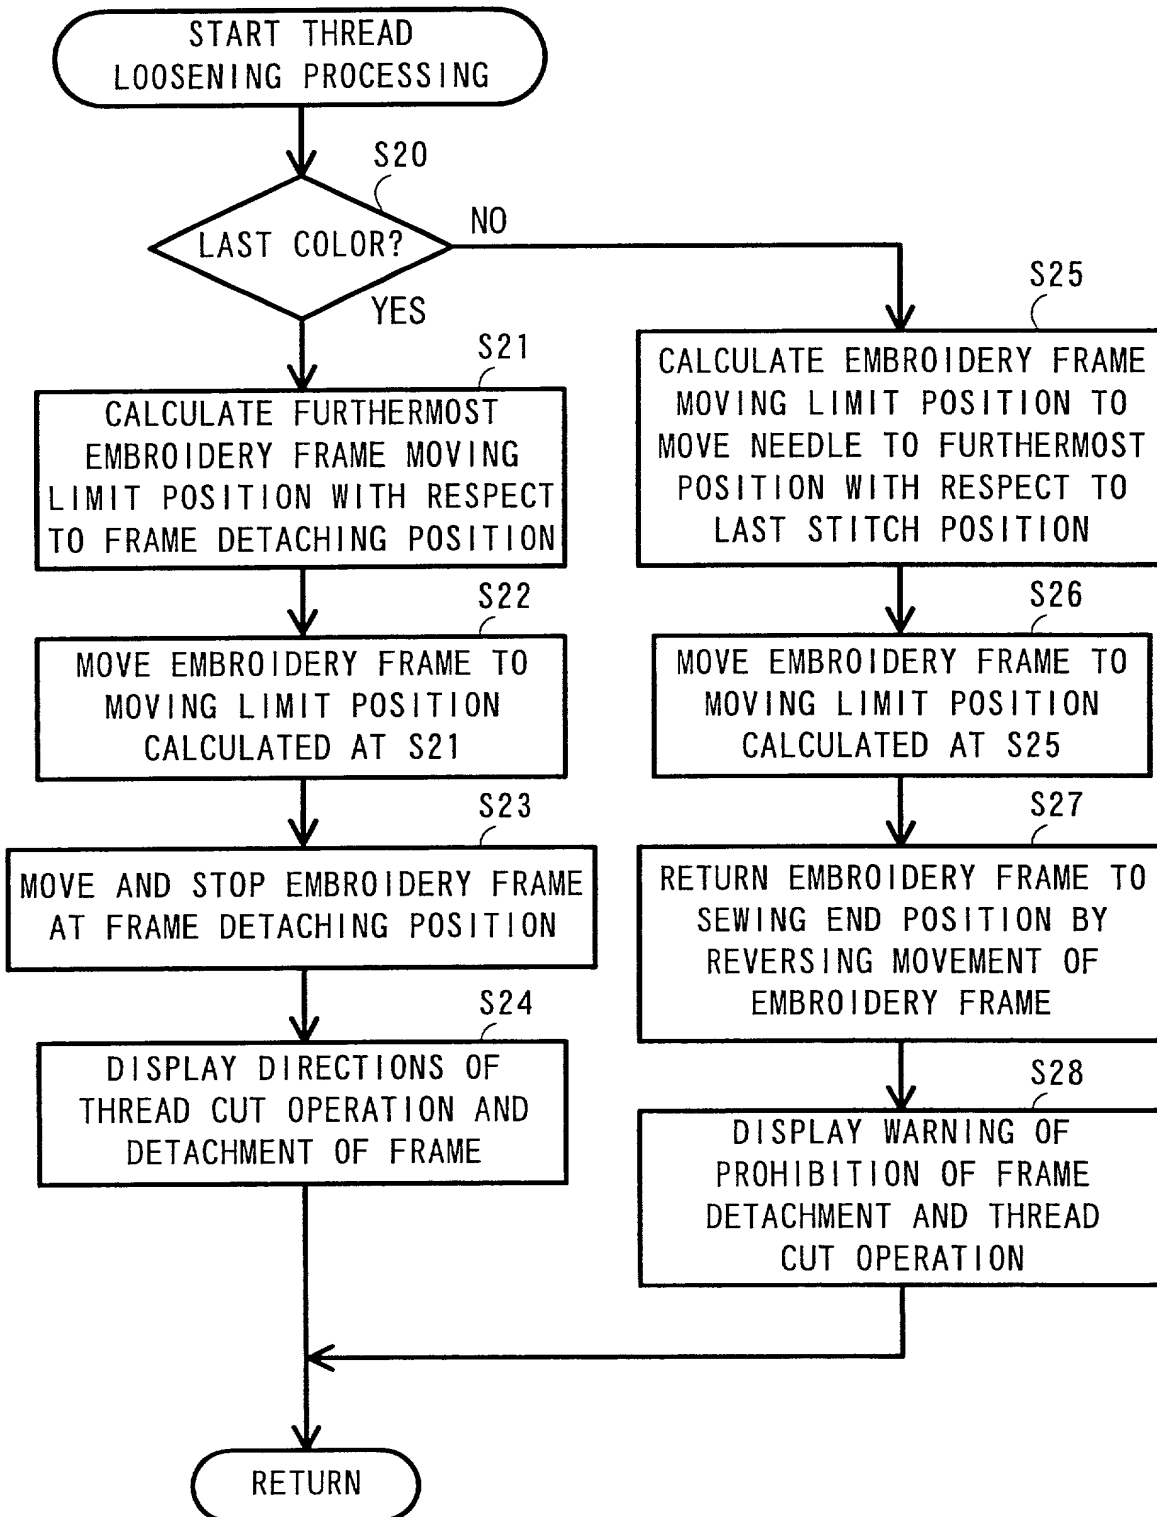 START THREAD
LOOSENING PROCESSING
S20
LAST COLOR?
NO
YES
S21
CALCULATE FURTHERMOST
EMBROIDERY FRAME MOVING
LIMIT POSITION WITH RESPECT
TO FRAME DETACHING POSITION
S22
MOVE EMBROIDERY FRAME TO
MOVING LIMIT POSITION
CALCULATED AT S21
S23
MOVE AND STOP EMBROIDERY FRAME
AT FRAME DETACHING POSITION
S24
DISPLAY DIRECTIONS OF
THREAD CUT OPERATION AND
DETACHMENT OF FRAME
S25
CALCULATE EMBROIDERY FRAME
MOVING LIMIT POSITION TO
MOVE NEEDLE TO FURTHERMOST
POSITION WITH RESPECT TO
LAST STITCH POSITION
S26
MOVE EMBROIDERY FRAME TO
MOVING LIMIT POSITION
CALCULATED AT S25
S27
RETURN EMBROIDERY FRAME TO
SEWING END POSITION BY
REVERSING MOVEMENT OF
EMBROIDERY FRAME
S28
DISPLAY WARNING OF
PROHIBITION OF FRAME
DETACHMENT AND THREAD
CUT OPERATION
RETURN